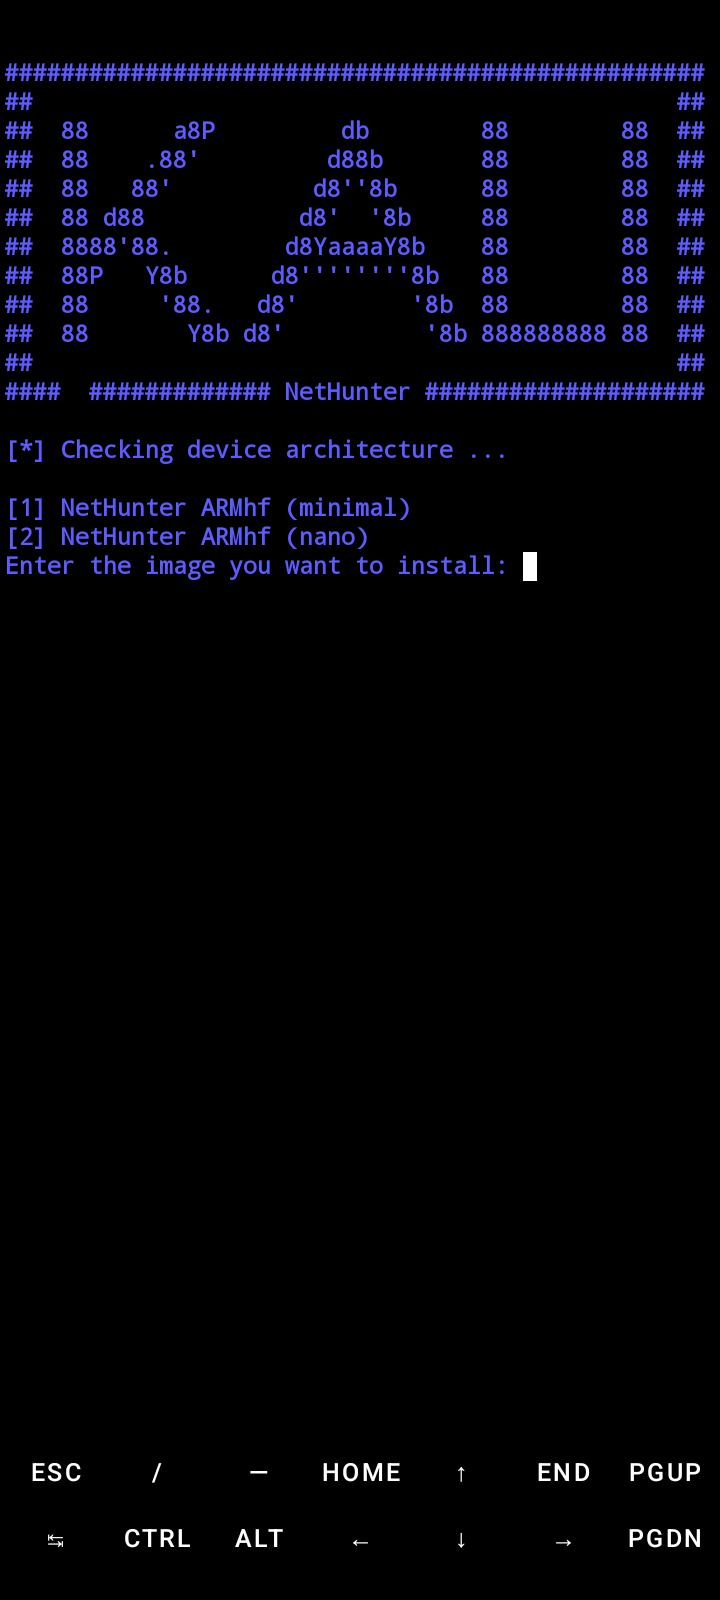 ##################################################
##                                              ##
##  88      a8P         db        88        88  ##
##  88    .88'         d88b       88        88  ##
##  88   88'          d8''8b      88        88  ##
##  88 d88           d8'  '8b     88        88  ##
##  8888'88.        d8YaaaaY8b    88        88  ##
##  88P   Y8b      d8''''''''8b   88        88  ##
##  88     '88.   d8'        '8b  88        88  ##
##  88       Y8b d8'          '8b 888888888 88  ##
##                                              ##
####  ############# NetHunter ####################
[*] Checking device architecture ...
[1] NetHunter ARMhf (minimal)
[2] NetHunter ARMhf (nano)
Enter the image you want to install:
ESC / — HOME ↑ END PGUP
↹ CTRL ALT ← ↓ → PGDN